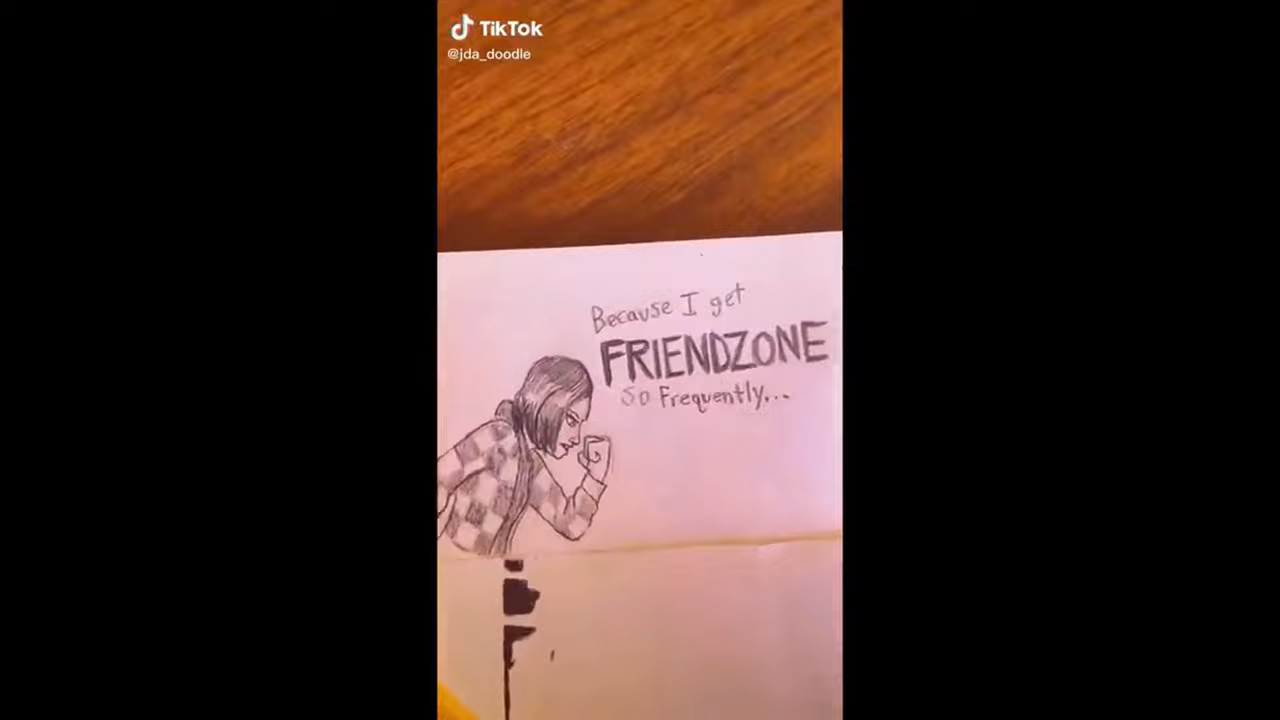 TikTok
@jda_doodle
Because I get
FRIENDZONE
so Frequently...